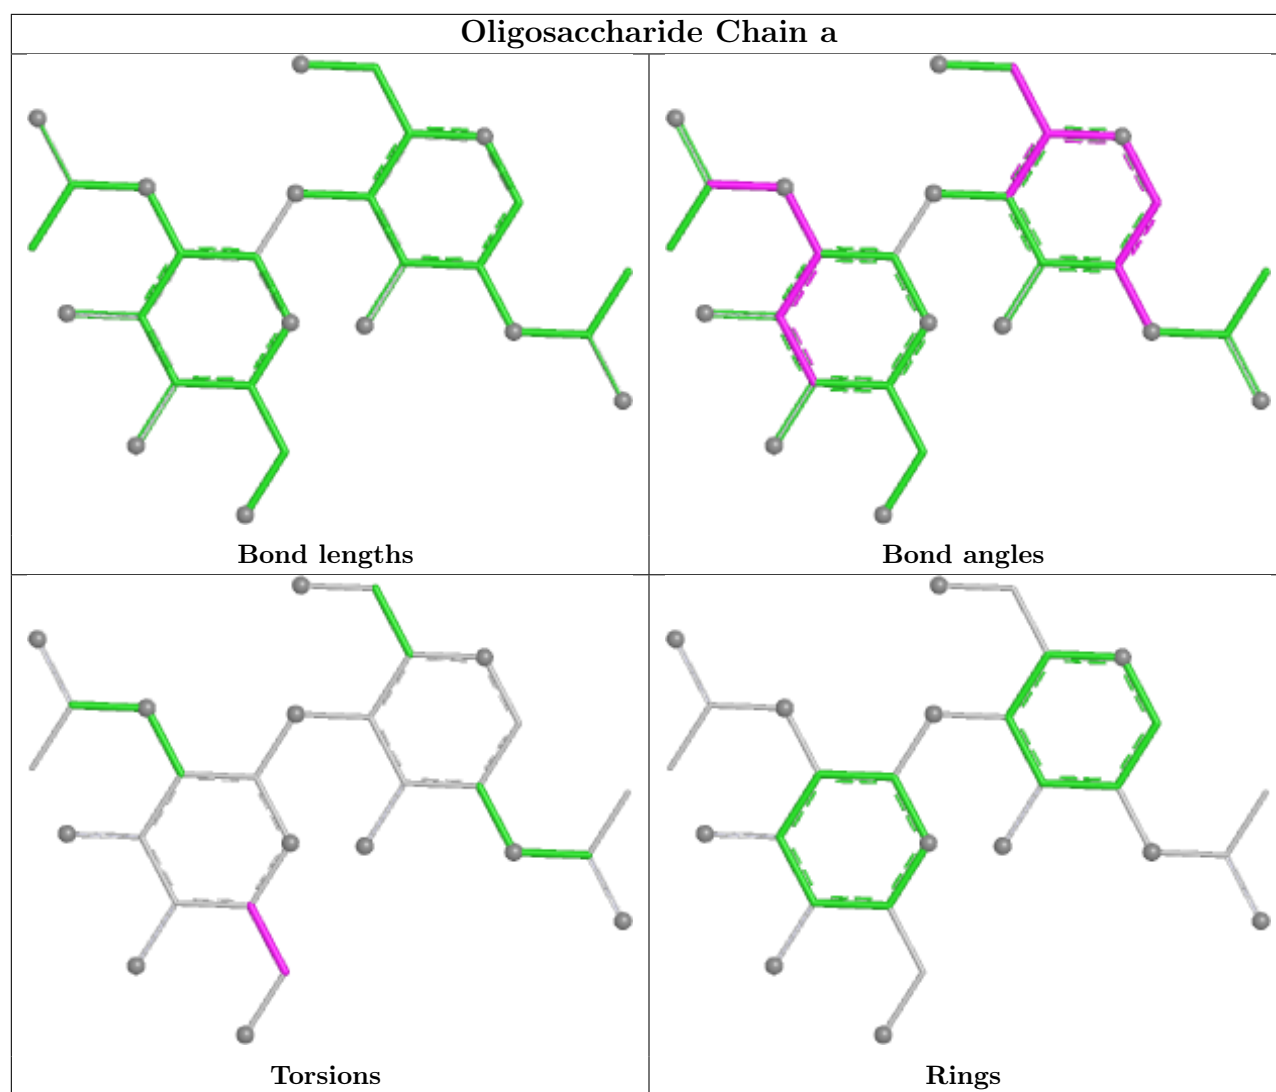 Oligosaccharide Chain a
Bond lengths
Bond angles
Torsions
Rings